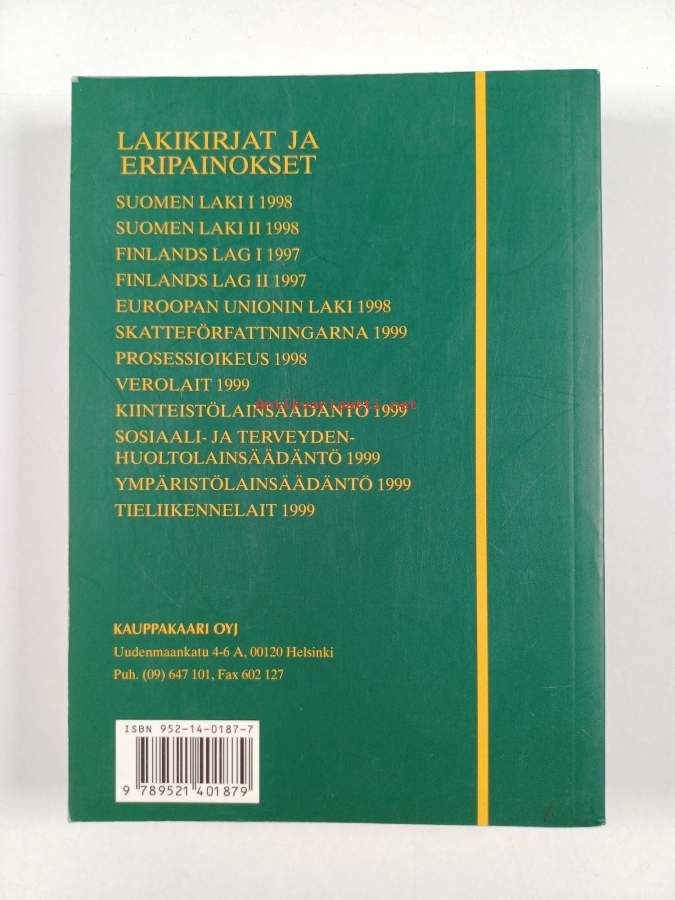 LAKIKIRJAT JA
ERIPAINOKSET
SUOMEN LAKI I 1998
SUOMEN LAKI II 1998
FINLANDS LAG I 1997
FINLANDS LAG II 1997
EUROOPAN UNIONIN LAKI 1998
SKATTEFÖRFATTNINGARNA 1999
PROSESSIOIKEUS 1998
VEROLAIT 1999
Antikvariaatti.net
KIINTEISTÖLAINSÄÄDÄNTÖ 1999
SOSIAALI- JA TERVEYDEN-
HUOLTOLAINSÄÄDÄNTÖ 1999
YMPÄRISTÖLAINSÄÄDÄNTÖ 1999
TIELIIKENNELAIT 1999
KAUPPAKAARI OYJ
Uudenmaankatu 4-6 A, 00120 Helsinki
Puh. (09) 647 101, Fax 602 127
ISBN 952-14-0187-7
9 789521 401879